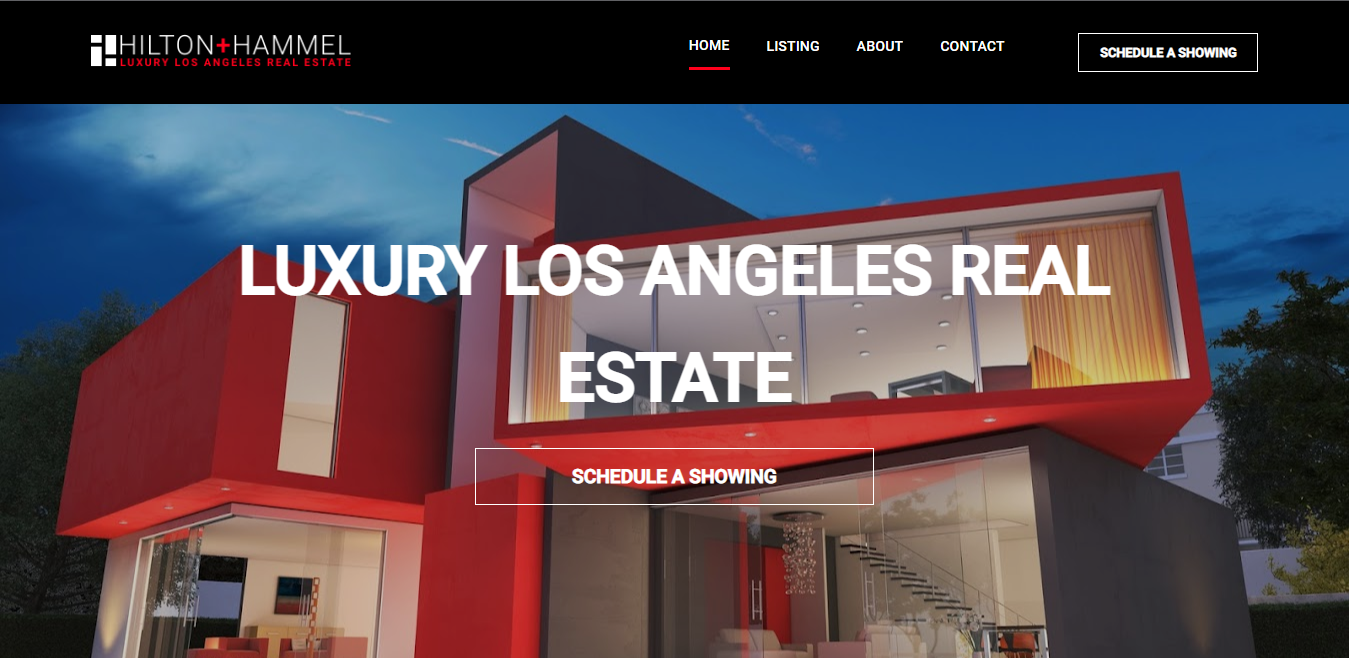 HILTON+HAMMEL
LUXURY LOS ANGELES REAL ESTATE
HOME
LISTING
ABOUT
CONTACT
SCHEDULE A SHOWING
LUXURY LOS ANGELES REAL
ESTATE
SCHEDULE A SHOWING